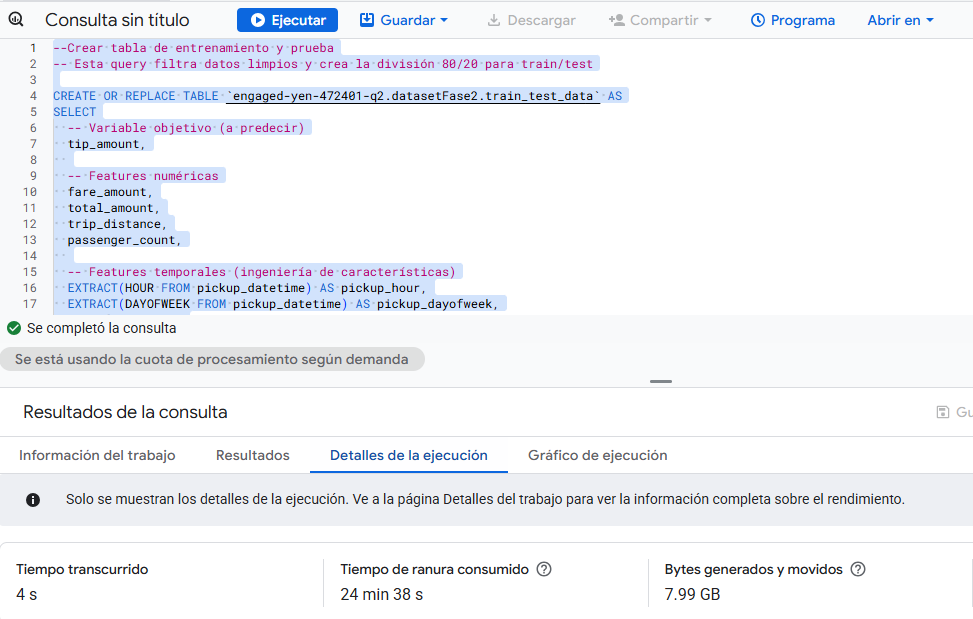 Consulta sin título
Ejecutar
Guardar
Descargar
Compartir
Programa
Abrir en
1 --Crear tabla de entrenamiento y prueba
2 -- Esta query filtra datos limpios y crea la división 80/20 para train/test
3
4 CREATE OR REPLACE TABLE `engaged-yen-472401-q2.datasetFase2.train_test_data` AS
5 SELECT
6 -- Variable objetivo (a predecir)
7 tip_amount,
8
9 -- Features numéricas
10 fare_amount,
11 total_amount,
12 trip_distance,
13 passenger_count,
14
15 -- Features temporales (ingeniería de características)
16 EXTRACT(HOUR FROM pickup_datetime) AS pickup_hour,
17 EXTRACT(DAYOFWEEK FROM pickup_datetime) AS pickup_dayofweek,
Se completó la consulta
Se está usando la cuota de procesamiento según demanda
Resultados de la consulta
Gu
Información del trabajo
Resultados
Detalles de la ejecución
Gráfico de ejecución
Solo se muestran los detalles de la ejecución. Ve a la página Detalles del trabajo para ver la información completa sobre el rendimiento.
Tiempo transcurrido
4 s
Tiempo de ranura consumido
24 min 38 s
Bytes generados y movidos
7.99 GB